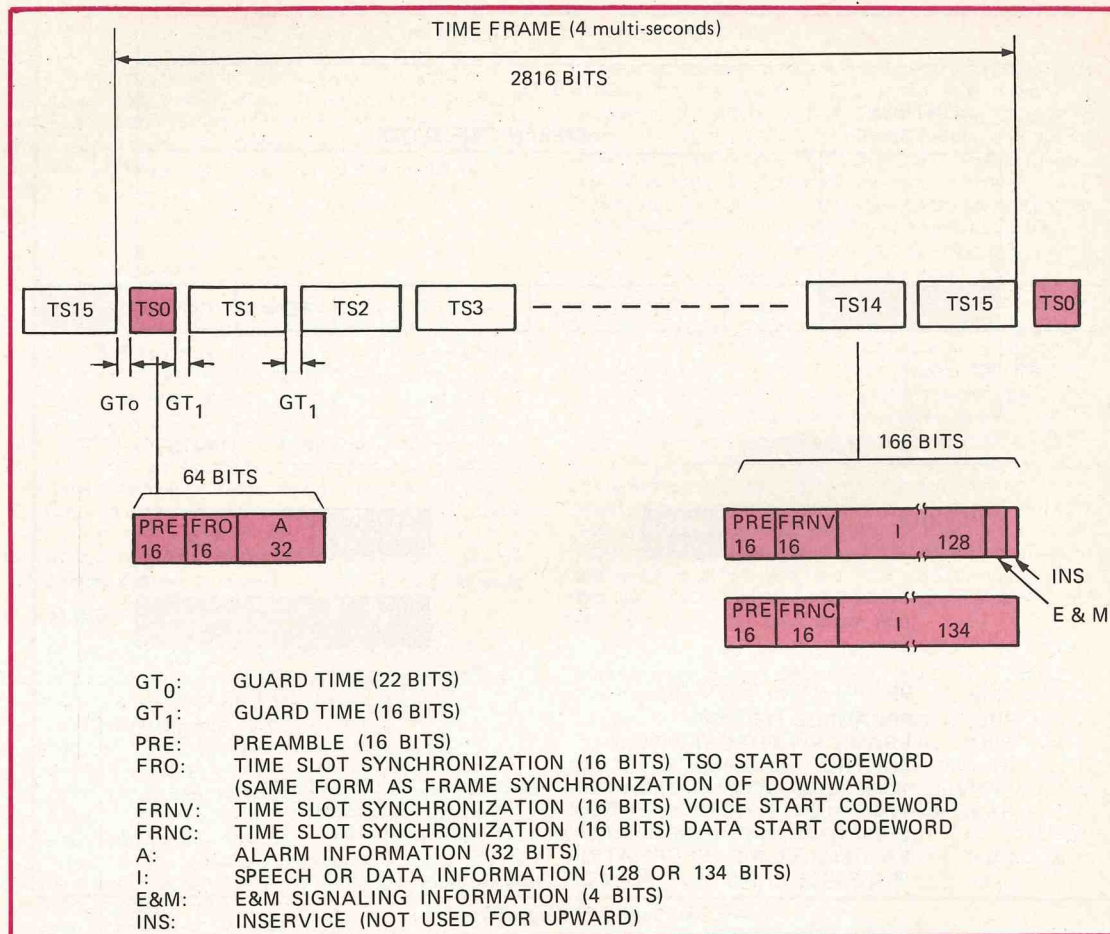 TIME FRAME (4 multi-seconds)
2816 BITS
TS15 TS0 TS1 TS2 TS3 TS14 TS15 TS0
GTo GT1 GT1
64 BITS
PRE 16 FRO 16 A 32
166 BITS
PRE 16 FRNV 16 I 128
INS
E & M
PRE 16 FRNC 16 I 134
GT0: GUARD TIME (22 BITS)
GT1: GUARD TIME (16 BITS)
PRE: PREAMBLE (16 BITS)
FRO: TIME SLOT SYNCHRONIZATION (16 BITS) TSO START CODEWORD
(SAME FORM AS FRAME SYNCHRONIZATION OF DOWNWARD)
FRNV: TIME SLOT SYNCHRONIZATION (16 BITS) VOICE START CODEWORD
FRNC: TIME SLOT SYNCHRONIZATION (16 BITS) DATA START CODEWORD
A: ALARM INFORMATION (32 BITS)
I: SPEECH OR DATA INFORMATION (128 OR 134 BITS)
E&M: E&M SIGNALING INFORMATION (4 BITS)
INS: INSERVICE (NOT USED FOR UPWARD)